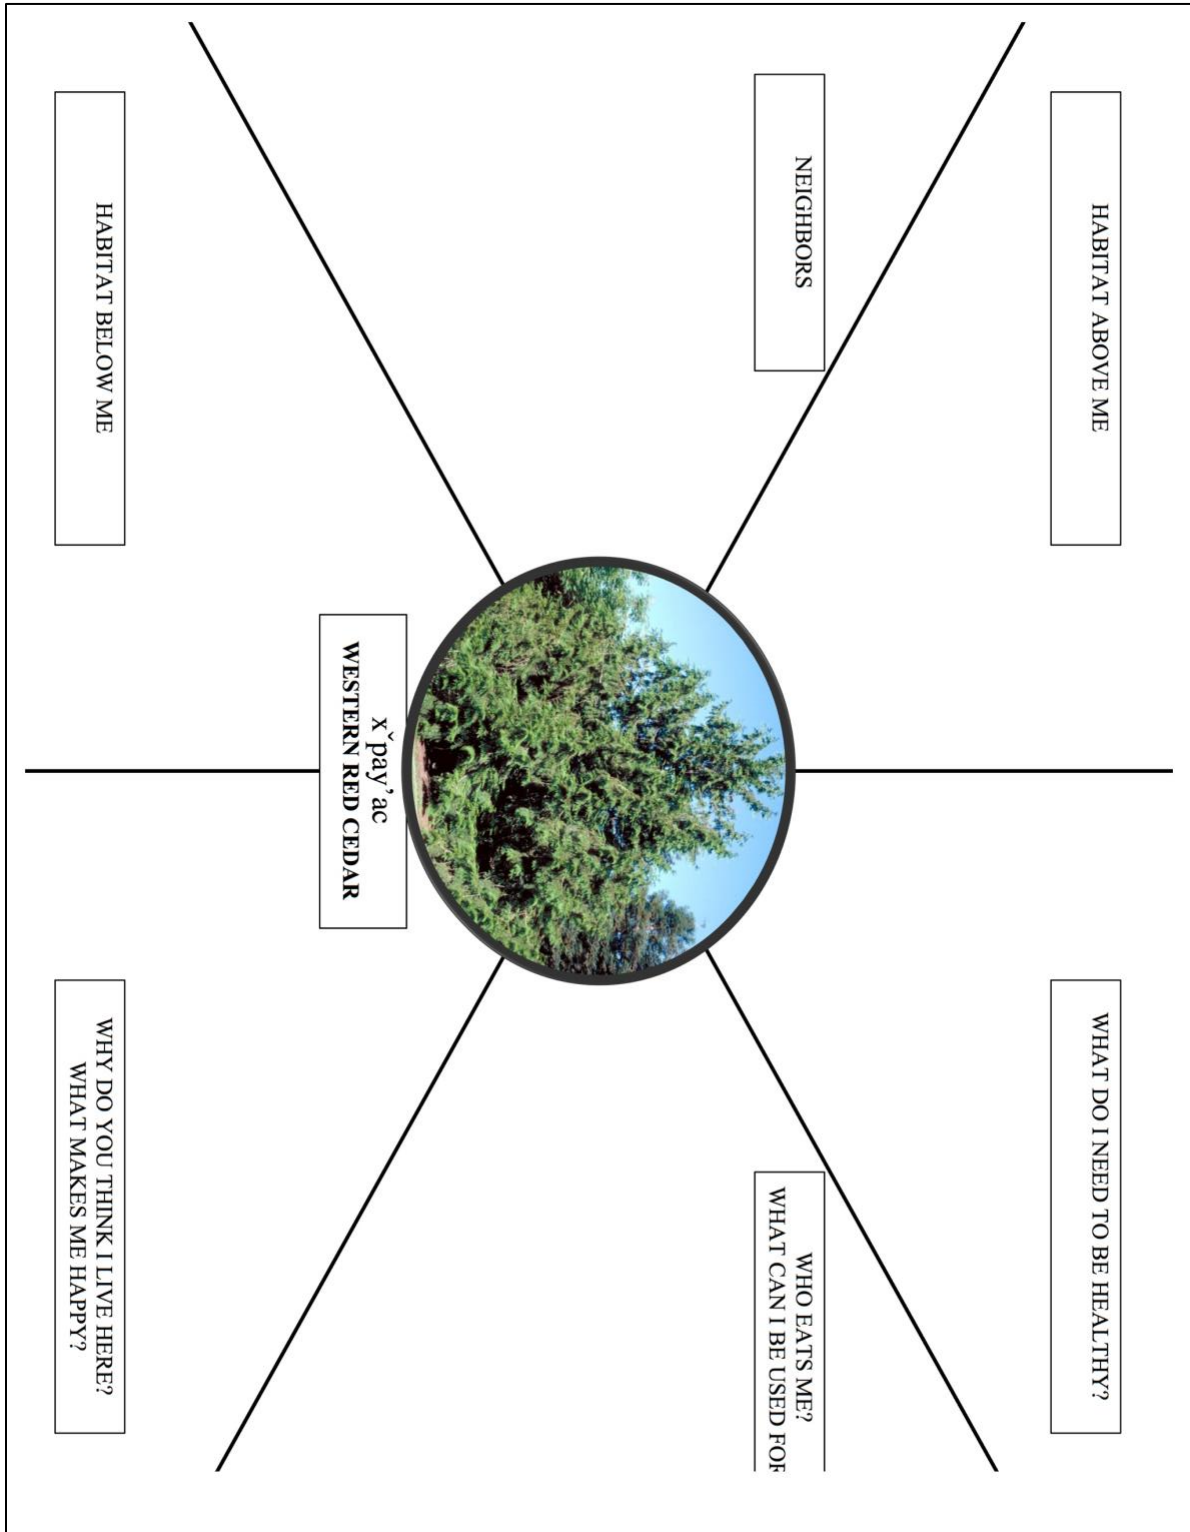 HABITAT ABOVE ME
WHAT DO I NEED TO BE HEALTHY?
NEIGHBORS
WHO EATS ME?
WHAT CAN I BE USED FOR
x̌pay’ac
WESTERN RED CEDAR
HABITAT BELOW ME
WHY DO YOU THINK I LIVE HERE?
WHAT MAKES ME HAPPY?